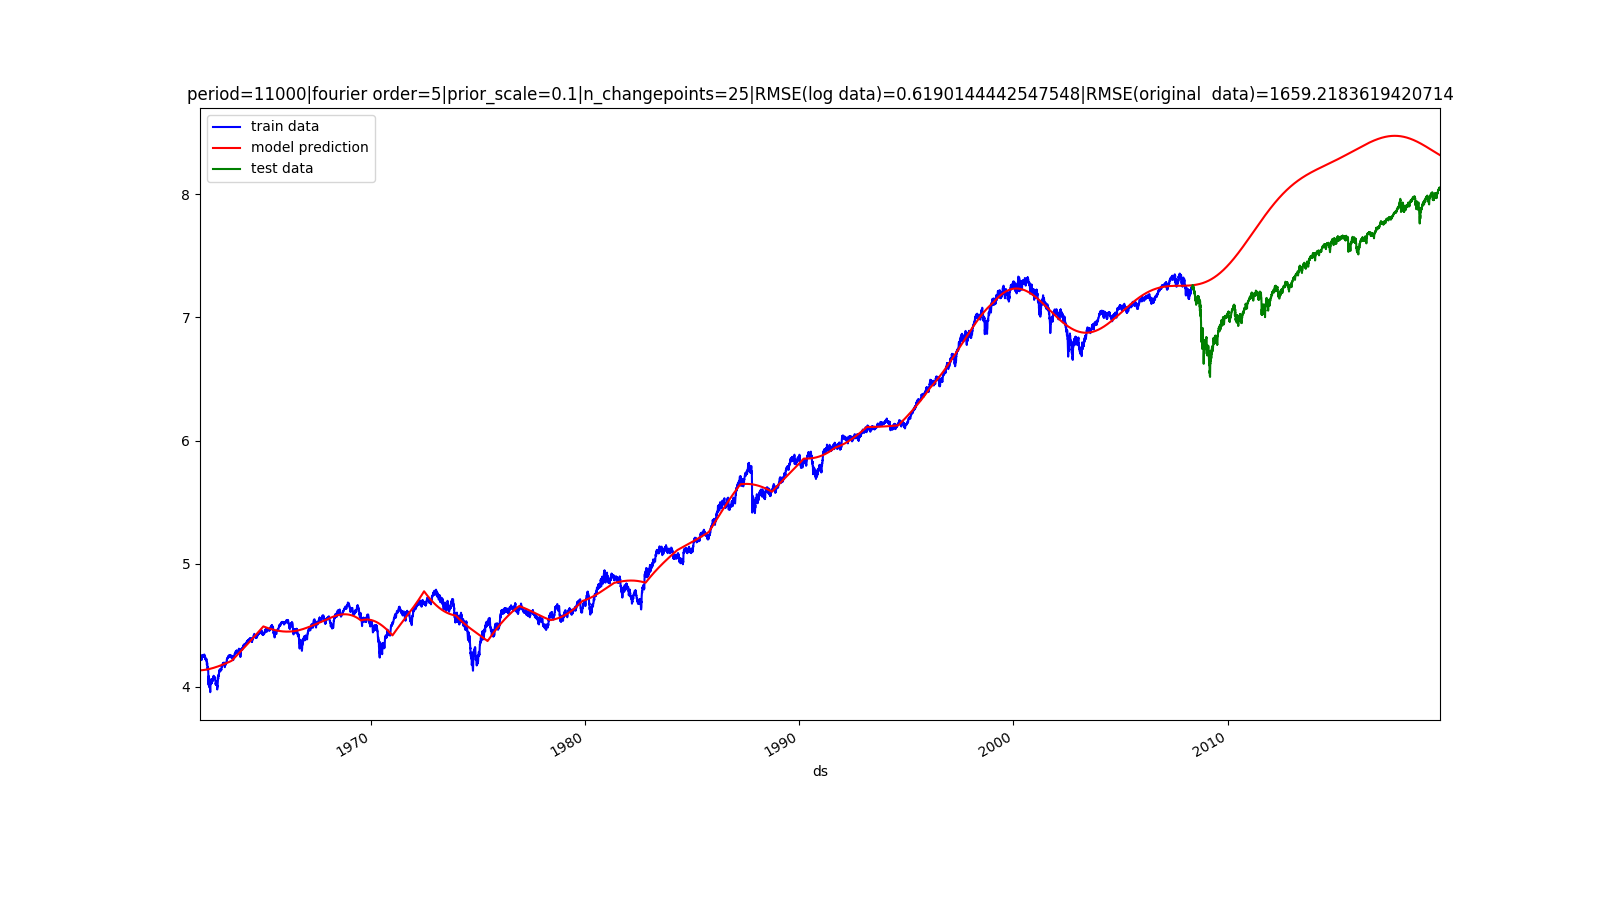 period=11000|fourier order=5|prior_scale=0.1|n_changepoints=25|RMSE(log data)=0.6190144442547548|RMSE(original  data)=1659.2183619420714
train data
model prediction
test data
8
7
6
5
4
1970
1980
1990
2000
2010
ds